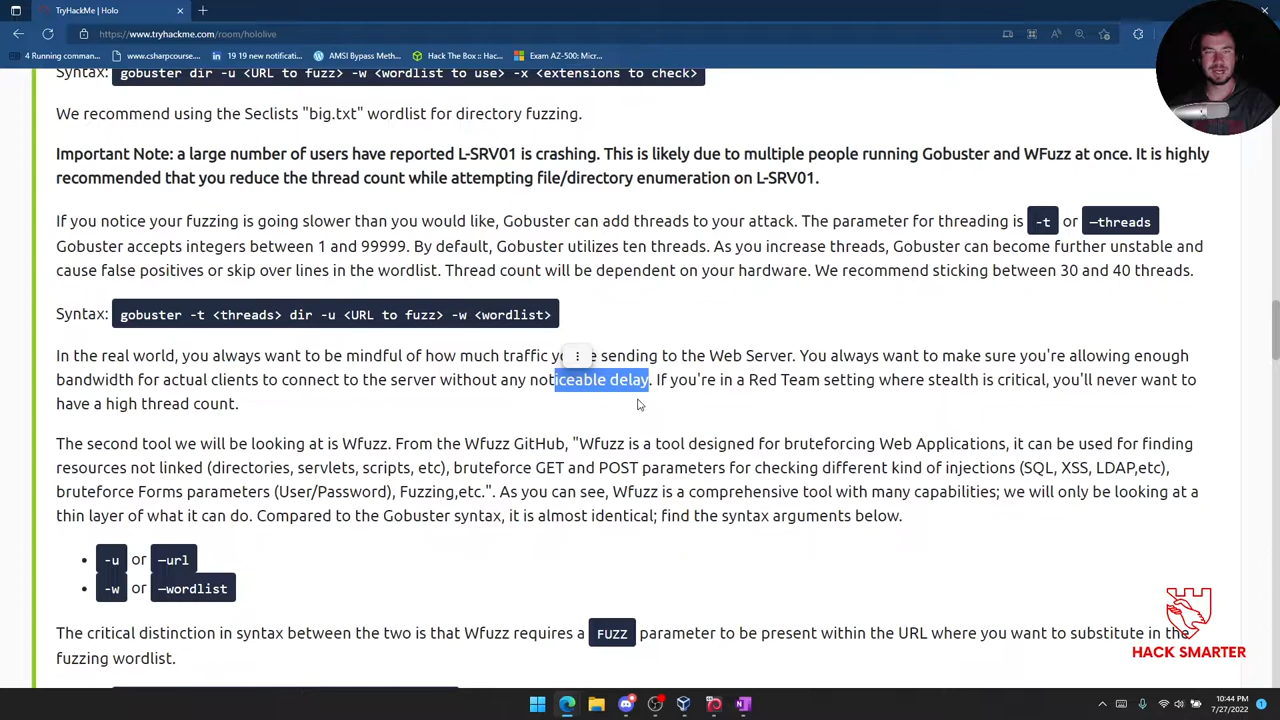 TryHackMe | Holo
https://www.tryhackme.com/room/hololive
4 Running command...
www.csharpcourse....
19 19 new notificati...
AMSI Bypass Meth...
Hack The Box :: Hac...
Exam AZ-500: Micr...
Syntax: gobuster dir -u <URL to fuzz> -w <wordlist to use> -x <extensions to check>
We recommend using the Seclists "big.txt" wordlist for directory fuzzing.
Important Note: a large number of users have reported L-SRV01 is crashing. This is likely due to multiple people running Gobuster and WFuzz at once. It is highly
recommended that you reduce the thread count while attempting file/directory enumeration on L-SRV01.
If you notice your fuzzing is going slower than you would like, Gobuster can add threads to your attack. The parameter for threading is -t or —threads
Gobuster accepts integers between 1 and 99999. By default, Gobuster utilizes ten threads. As you increase threads, Gobuster can become further unstable and
cause false positives or skip over lines in the wordlist. Thread count will be dependent on your hardware. We recommend sticking between 30 and 40 threads.
Syntax: gobuster -t <threads> dir -u <URL to fuzz> -w <wordlist>
In the real world, you always want to be mindful of how much traffic sending to the Web Server. You always want to make sure you're allowing enough
bandwidth for actual clients to connect to the server without any noticeable delay. If you're in a Red Team setting where stealth is critical, you'll never want to
have a high thread count.
The second tool we will be looking at is Wfuzz. From the Wfuzz GitHub, "Wfuzz is a tool designed for bruteforcing Web Applications, it can be used for finding
resources not linked (directories, servlets, scripts, etc), bruteforce GET and POST parameters for checking different kind of injections (SQL, XSS, LDAP,etc),
bruteforce Forms parameters (User/Password), Fuzzing,etc.". As you can see, Wfuzz is a comprehensive tool with many capabilities; we will only be looking at a
thin layer of what it can do. Compared to the Gobuster syntax, it is almost identical; find the syntax arguments below.
-u or —url
-w or —wordlist
The critical distinction in syntax between the two is that Wfuzz requires a FUZZ parameter to be present within the URL where you want to substitute in the
fuzzing wordlist.
HACK SMARTER
10:44 PM
7/27/2022